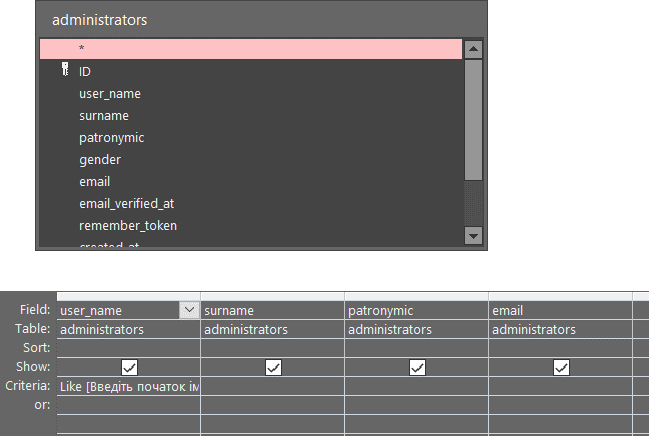 administrators
*
ID
user_name
surname
patronymic
gender
email
email_verified_at
remember_token
created_at
Field: user_name surname patronymic email
Table: administrators administrators administrators administrators
Sort:
Show:
Criteria: Like [Введіть початок ім
or: